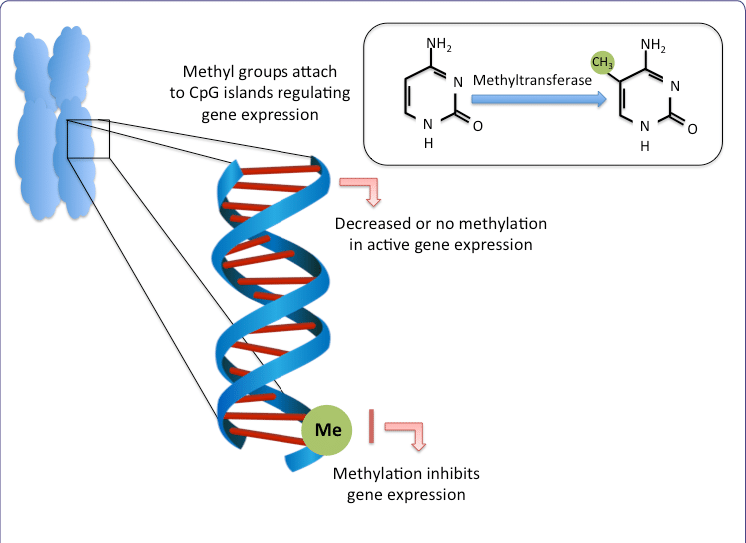 Methyl groups attach
to CpG islands regulating
gene expression
NH2
N
N
H
O
Methyltransferase
CH3
NH2
N
N
H
O
Decreased or no methylation
in active gene expression
Me
Methylation inhibits
gene expression